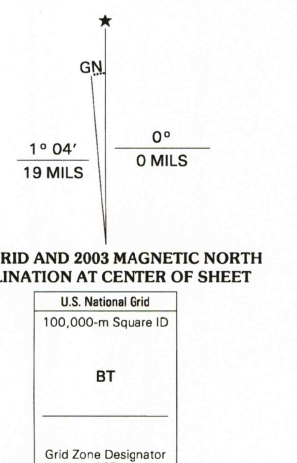 ★
GN
1° 04′
19 MILS
0°
0 MILS
RID AND 2003 MAGNETIC NORTH
LINATION AT CENTER OF SHEET
U.S. National Grid
100,000-m Square ID
BT
Grid Zone Designator